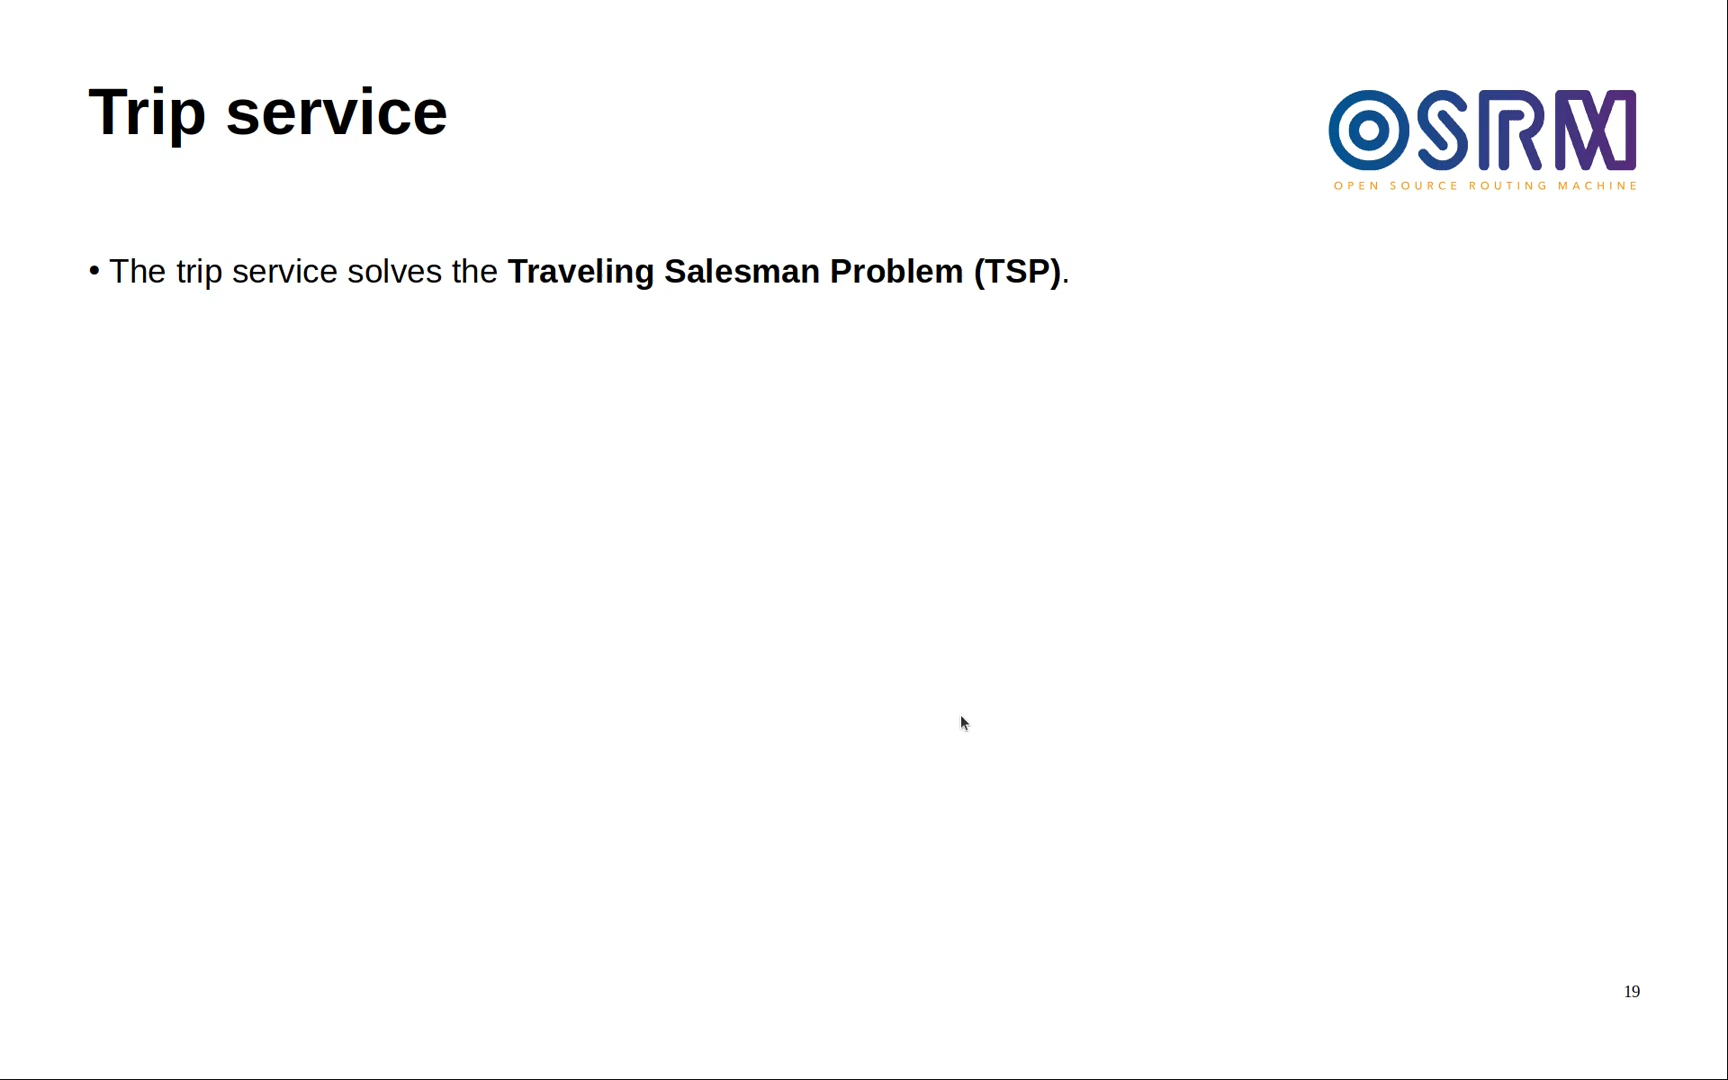 Trip service
OSRM
OPEN SOURCE ROUTING MACHINE
• The trip service solves the Traveling Salesman Problem (TSP).
19